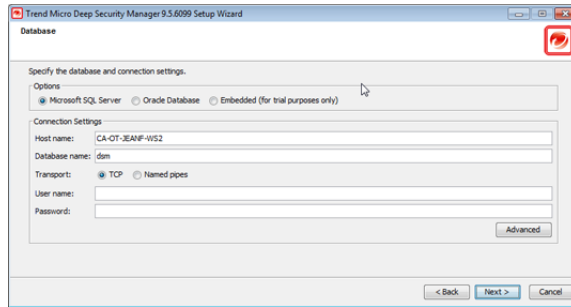 Trend Micro Deep Security Manager 9.5.6099 Setup Wizard
Database
Specify the database and connection settings.
Options
Microsoft SQL Server Oracle Database Embedded (for trial purposes only)
Connection Settings
Host name: CA-OT-JEANF-WS2
Database name: dsm
Transport: TCP Named pipes
User name:
Password:
Advanced
< Back Next > Cancel